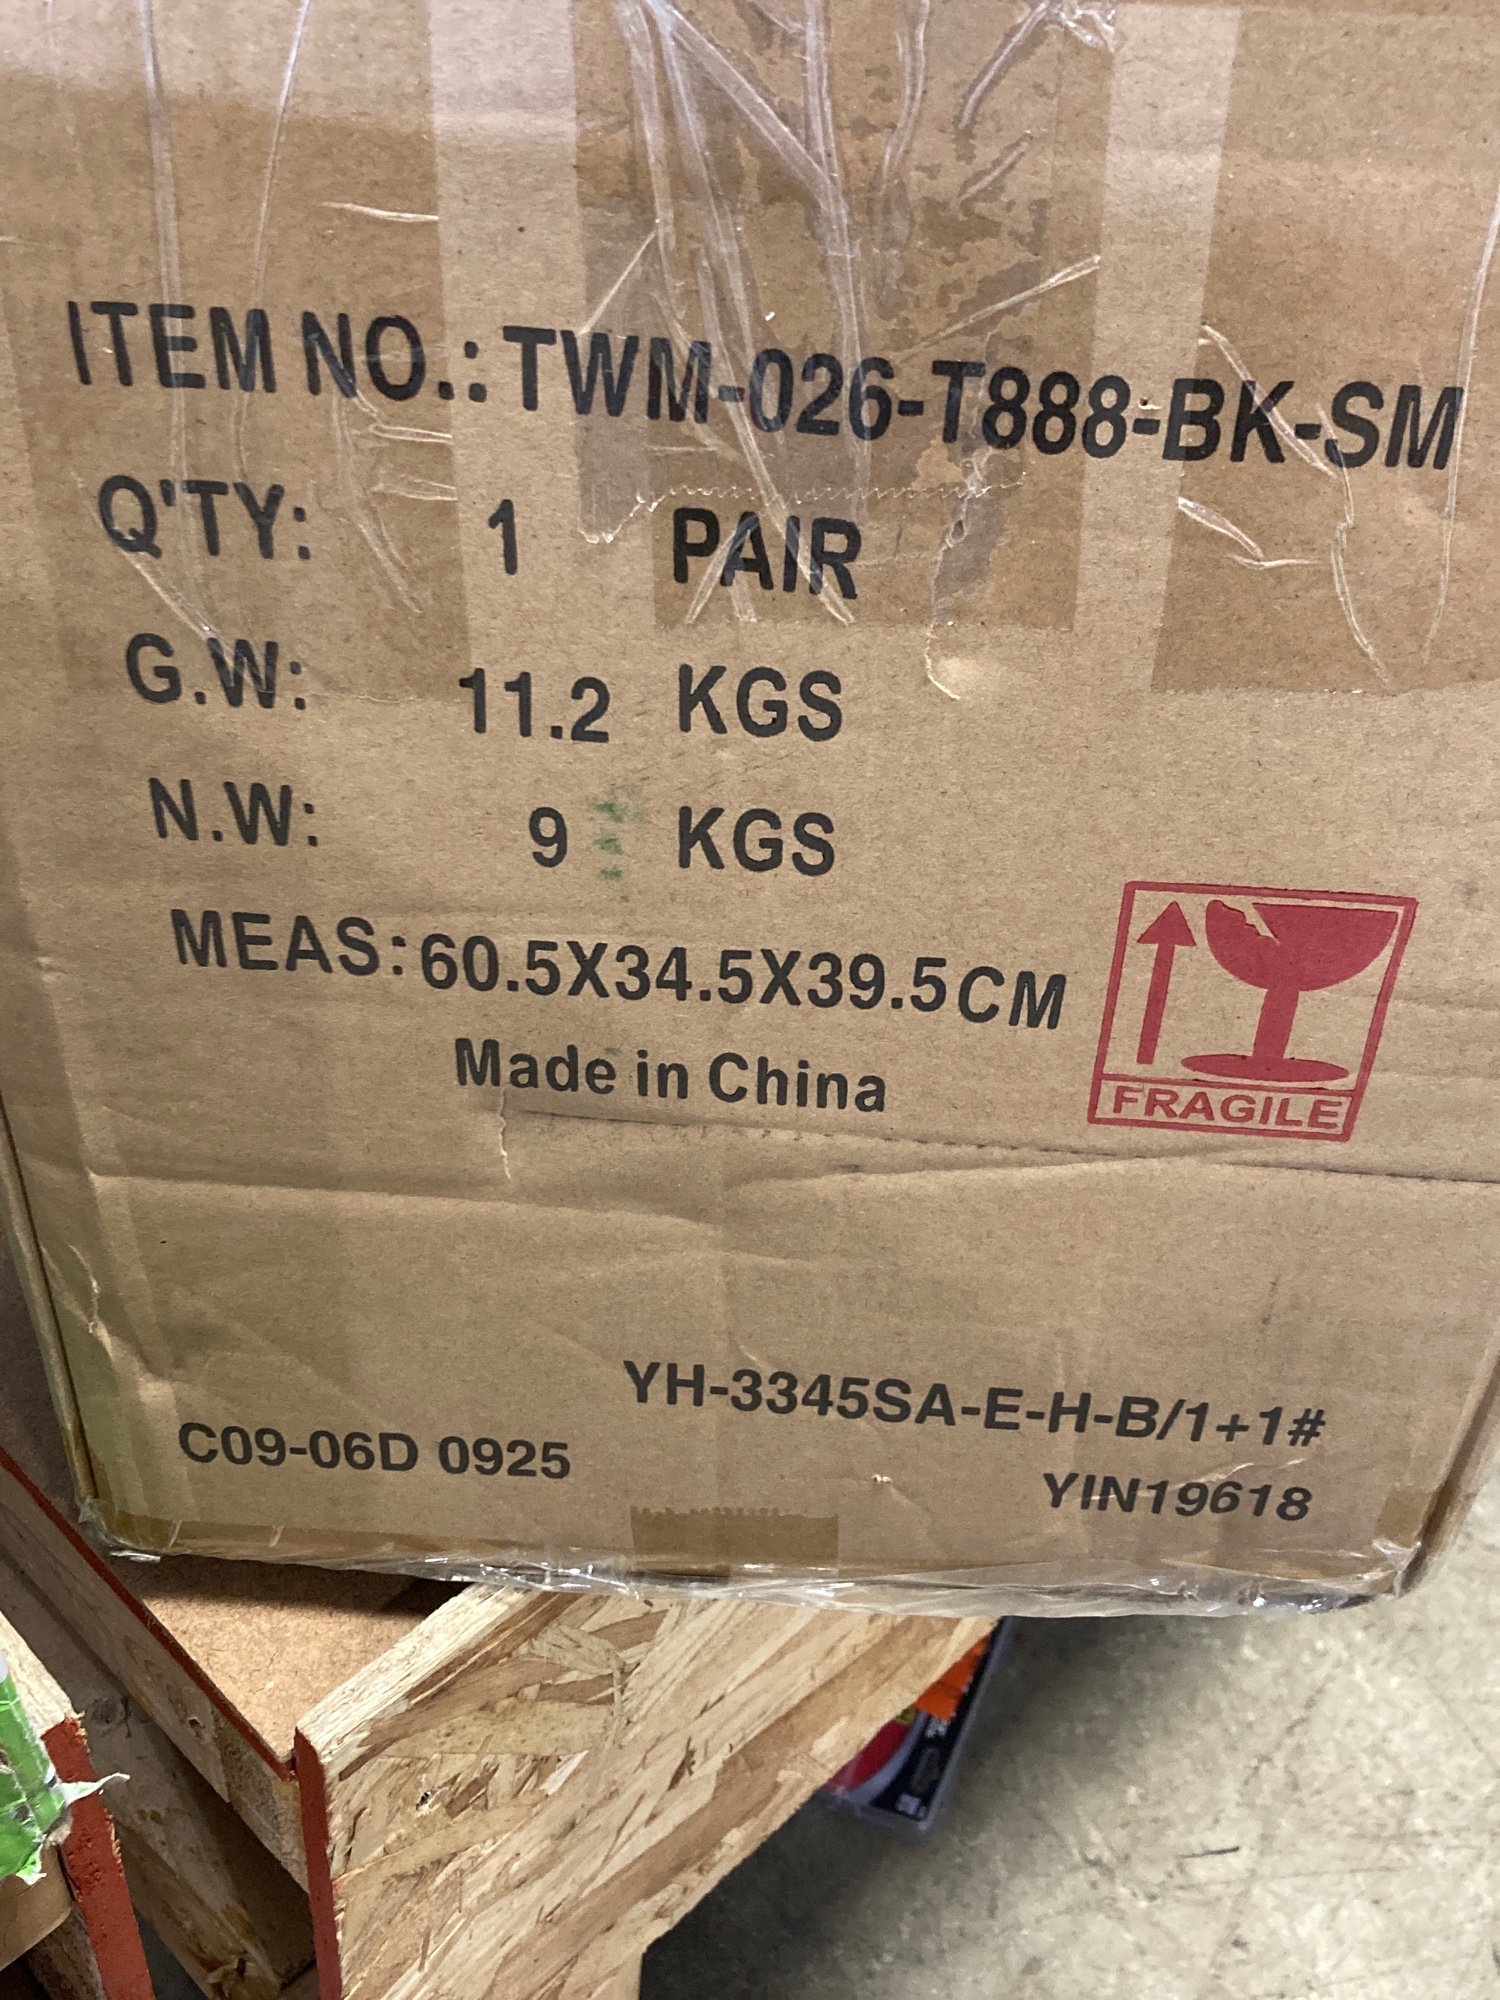 ITEM NO.: TWM-026-T888-BK-SM
Q'TY: 1 PAIR
G.W: 11.2 KGS
N.W: 9 KGS
MEAS: 60.5X34.5X39.5CM
Made in China
FRAGILE
YH-3345SA-E-H-B/1+1#
C09-06D 0925
YIN19618